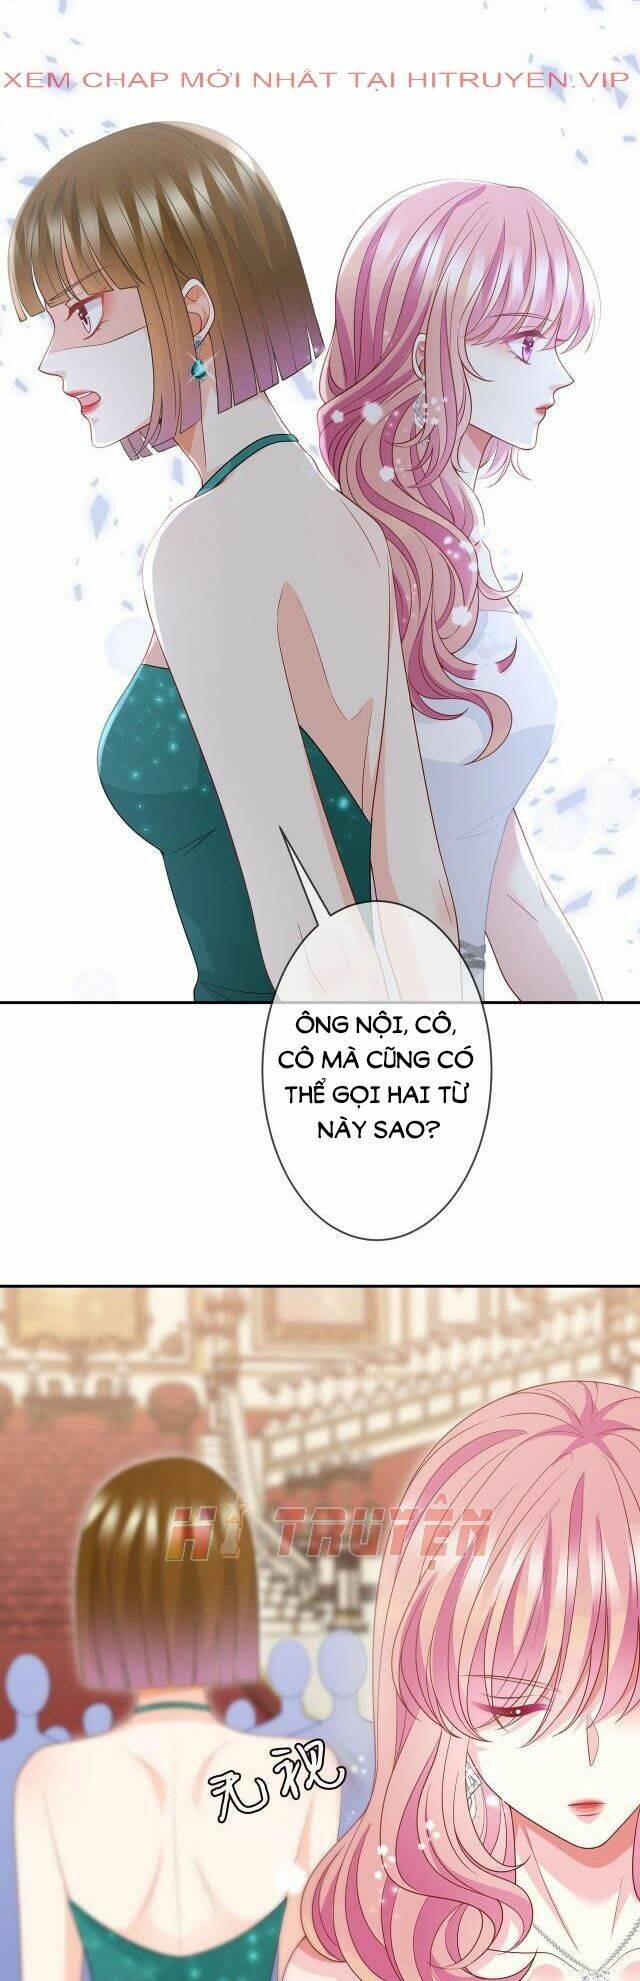 XEM CHAP MỚI NHẤT TẠI HITRUYEN.VIP
ÔNG NỘI, CÔ,
CÔ MÀ CŨNG CÓ
THỂ GỌI HAI TỪ
NÀY SAO?
HI TRUYỆN
无视